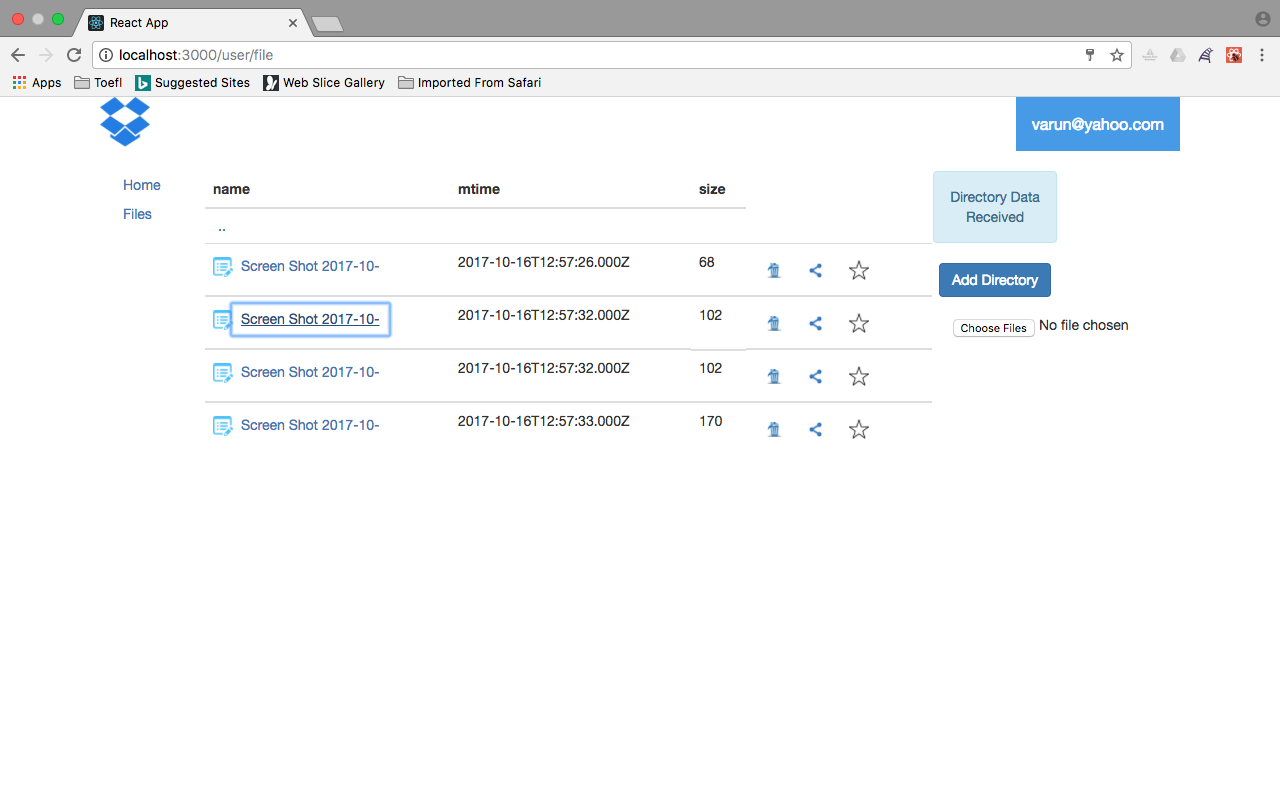 React App
localhost:3000/user/file
Apps Toefl Suggested Sites Web Slice Gallery Imported From Safari
varun@yahoo.com
Home
Files
name mtime size
..
Screen Shot 2017-10- 2017-10-16T12:57:26.000Z 68
Screen Shot 2017-10- 2017-10-16T12:57:32.000Z 102
Screen Shot 2017-10- 2017-10-16T12:57:32.000Z 102
Screen Shot 2017-10- 2017-10-16T12:57:33.000Z 170
Directory Data
Received
Add Directory
Choose Files No file chosen